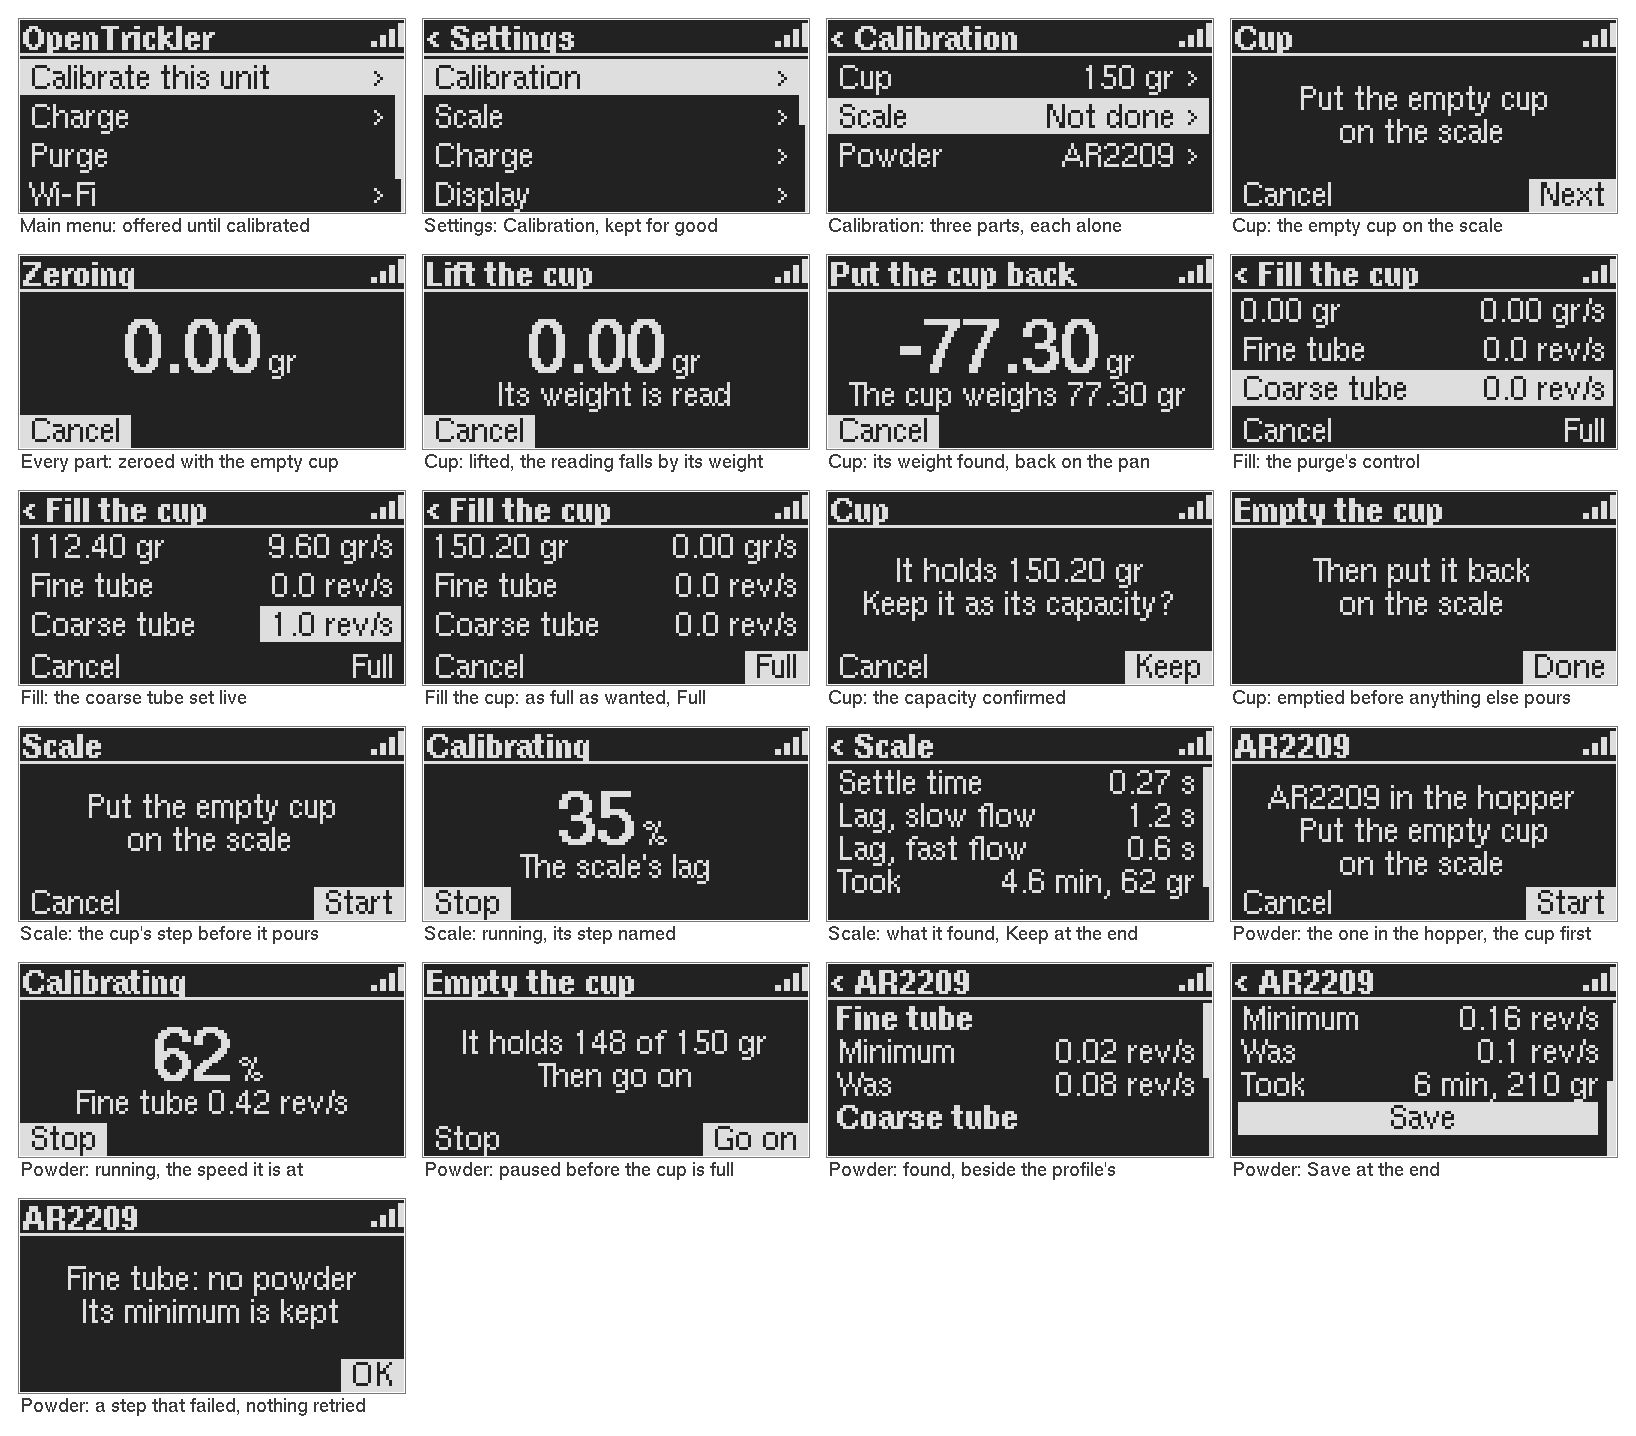 OpenTrickler
Calibrate this unit >
Charge >
Purge
Wi-Fi >
Main menu: offered until calibrated
< Settings
Calibration >
Scale >
Charge >
Display >
Settings: Calibration, kept for good
< Calibration
Cup 150 gr >
Scale Not done >
Powder AR2209 >
Calibration: three parts, each alone
Cup
Put the empty cup
on the scale
Cancel Next
Cup: the empty cup on the scale
Zeroing
0.00 gr
Cancel
Every part: zeroed with the empty cup
Lift the cup
0.00 gr
Its weight is read
Cancel
Cup: lifted, the reading falls by its weight
Put the cup back
-77.30 gr
The cup weighs 77.30 gr
Cancel
Cup: its weight found, back on the pan
< Fill the cup
0.00 gr 0.00 gr/s
Fine tube 0.0 rev/s
Coarse tube 0.0 rev/s
Cancel Full
Fill: the purge's control
< Fill the cup
112.40 gr 9.60 gr/s
Fine tube 0.0 rev/s
Coarse tube 1.0 rev/s
Cancel Full
Fill: the coarse tube set live
< Fill the cup
150.20 gr 0.00 gr/s
Fine tube 0.0 rev/s
Coarse tube 0.0 rev/s
Cancel Full
Fill the cup: as full as wanted, Full
Cup
It holds 150.20 gr
Keep it as its capacity?
Cancel Keep
Cup: the capacity confirmed
Empty the cup
Then put it back
on the scale
Done
Cup: emptied before anything else pours
Scale
Put the empty cup
on the scale
Cancel Start
Scale: the cup's step before it pours
Calibrating
35 %
The scale's lag
Stop
Scale: running, its step named
< Scale
Settle time 0.27 s
Lag, slow flow 1.2 s
Lag, fast flow 0.6 s
Took 4.6 min, 62 gr
Scale: what it found, Keep at the end
AR2209
AR2209 in the hopper
Put the empty cup
on the scale
Cancel Start
Powder: the one in the hopper, the cup first
Calibrating
62 %
Fine tube 0.42 rev/s
Stop
Powder: running, the speed it is at
Empty the cup
It holds 148 of 150 gr
Then go on
Stop Go on
Powder: paused before the cup is full
< AR2209
Fine tube
Minimum 0.02 rev/s
Was 0.08 rev/s
Coarse tube
Powder: found, beside the profile's
< AR2209
Minimum 0.16 rev/s
Was 0.1 rev/s
Took 6 min, 210 gr
Save
Powder: Save at the end
AR2209
Fine tube: no powder
Its minimum is kept
OK
Powder: a step that failed, nothing retried